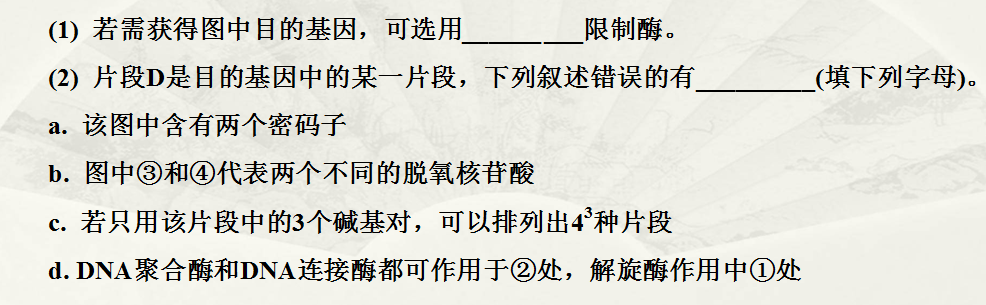 (1) 若需获得图中目的基因，可选用_________限制酶。
(2) 片段D是目的基因中的某一片段，下列叙述错误的有_________(填下列字母)。
a. 该图中含有两个密码子
b. 图中③和④代表两个不同的脱氧核苷酸
c. 若只用该片段中的3个碱基对，可以排列出4³种片段
d. DNA聚合酶和DNA连接酶都可作用于②处，解旋酶作用中①处